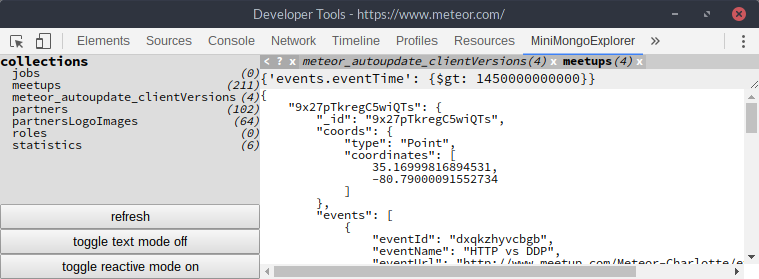 Developer Tools - https://www.meteor.com/
Elements Sources Console Network Timeline Profiles Resources MiniMongoExplorer »
collections
jobs (0)
meetups (211)
meteor_autoupdate_clientVersions (4)
partners (102)
partnersLogoImages (64)
roles (0)
statistics (6)
refresh
toggle text mode off
toggle reactive mode on
< ? x meteor_autoupdate_clientVersions(4) x meetups(4) x
{'events.eventTime': {$gt: 1450000000000}}
{
"9x27pTkregC5wiQTs": {
"_id": "9x27pTkregC5wiQTs",
"coords": {
"type": "Point",
"coordinates": [
35.16999816894531,
-80.79000091552734
]
},
"events": [
{
"eventId": "dxqkzhyvcbgb",
"eventName": "HTTP vs DDP",
"eventUrl": "http://www.meetup.com/Meteor-Charlotte/e